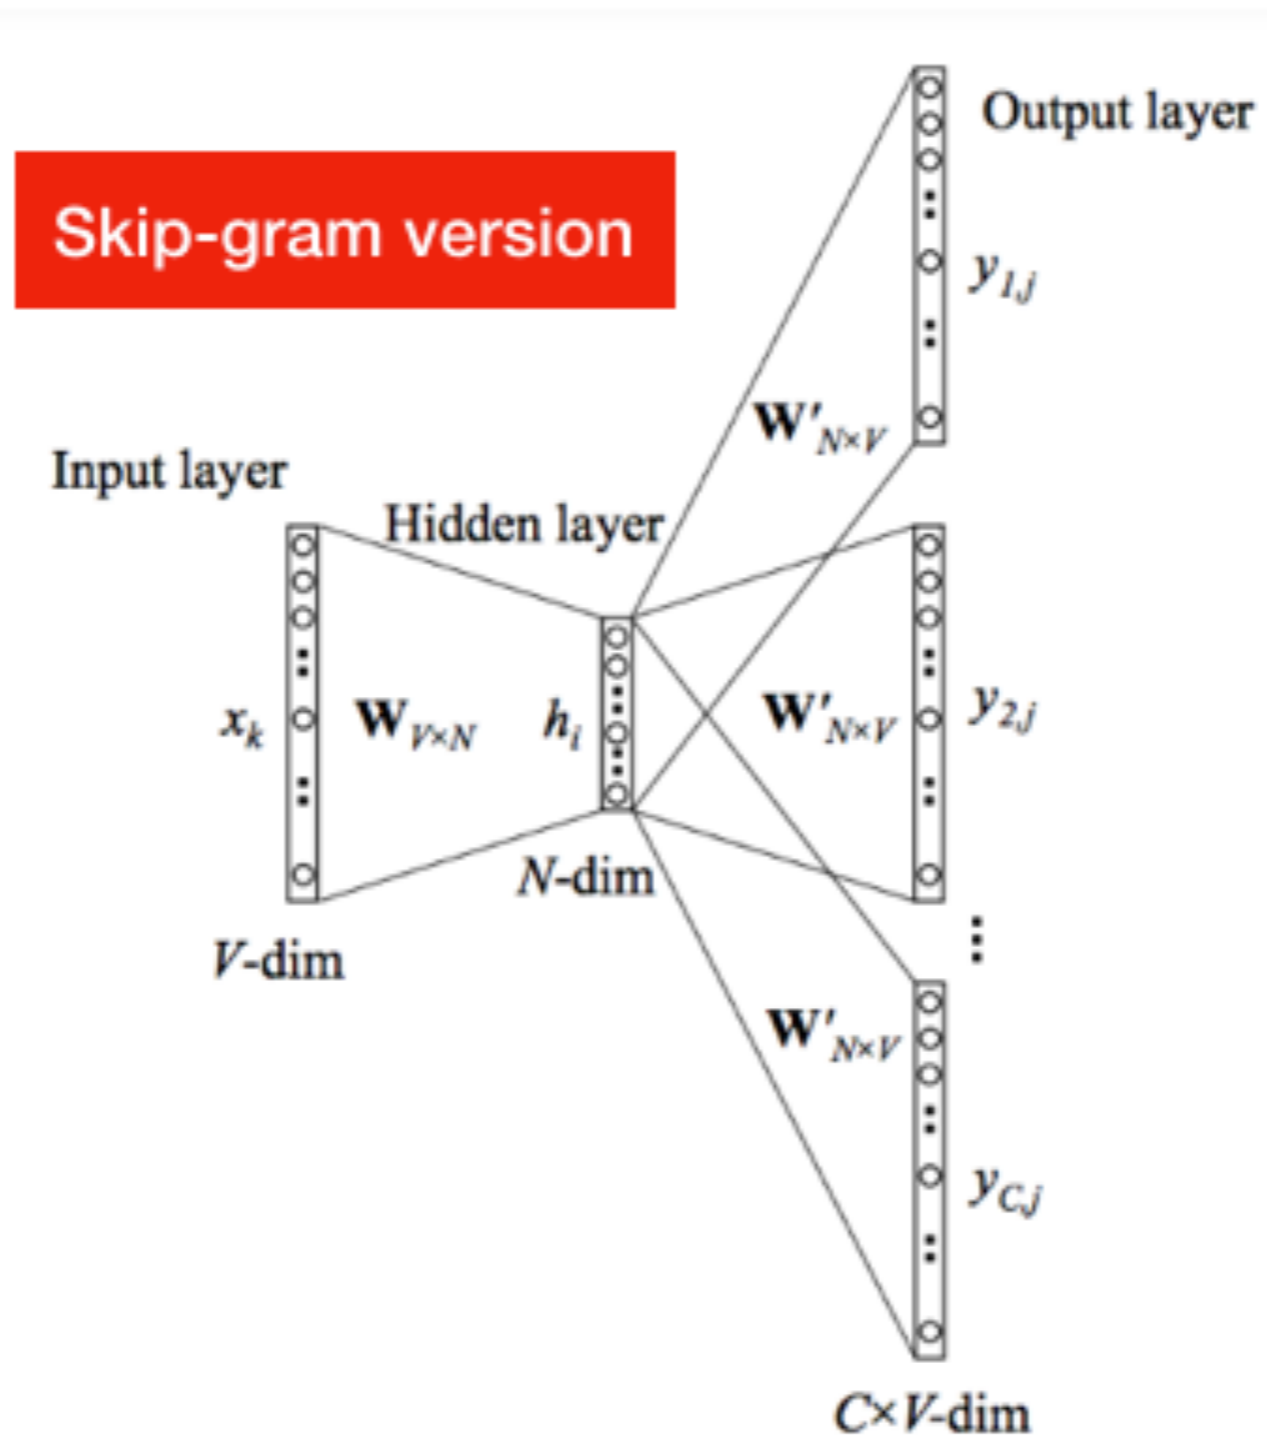 Output layer
Skip-gram version
y1,j
W′N×V
Input layer
Hidden layer
xk
WV×N
hi
W′N×V
y2,j
N-dim
V-dim
W′N×V
yC,j
C×V-dim